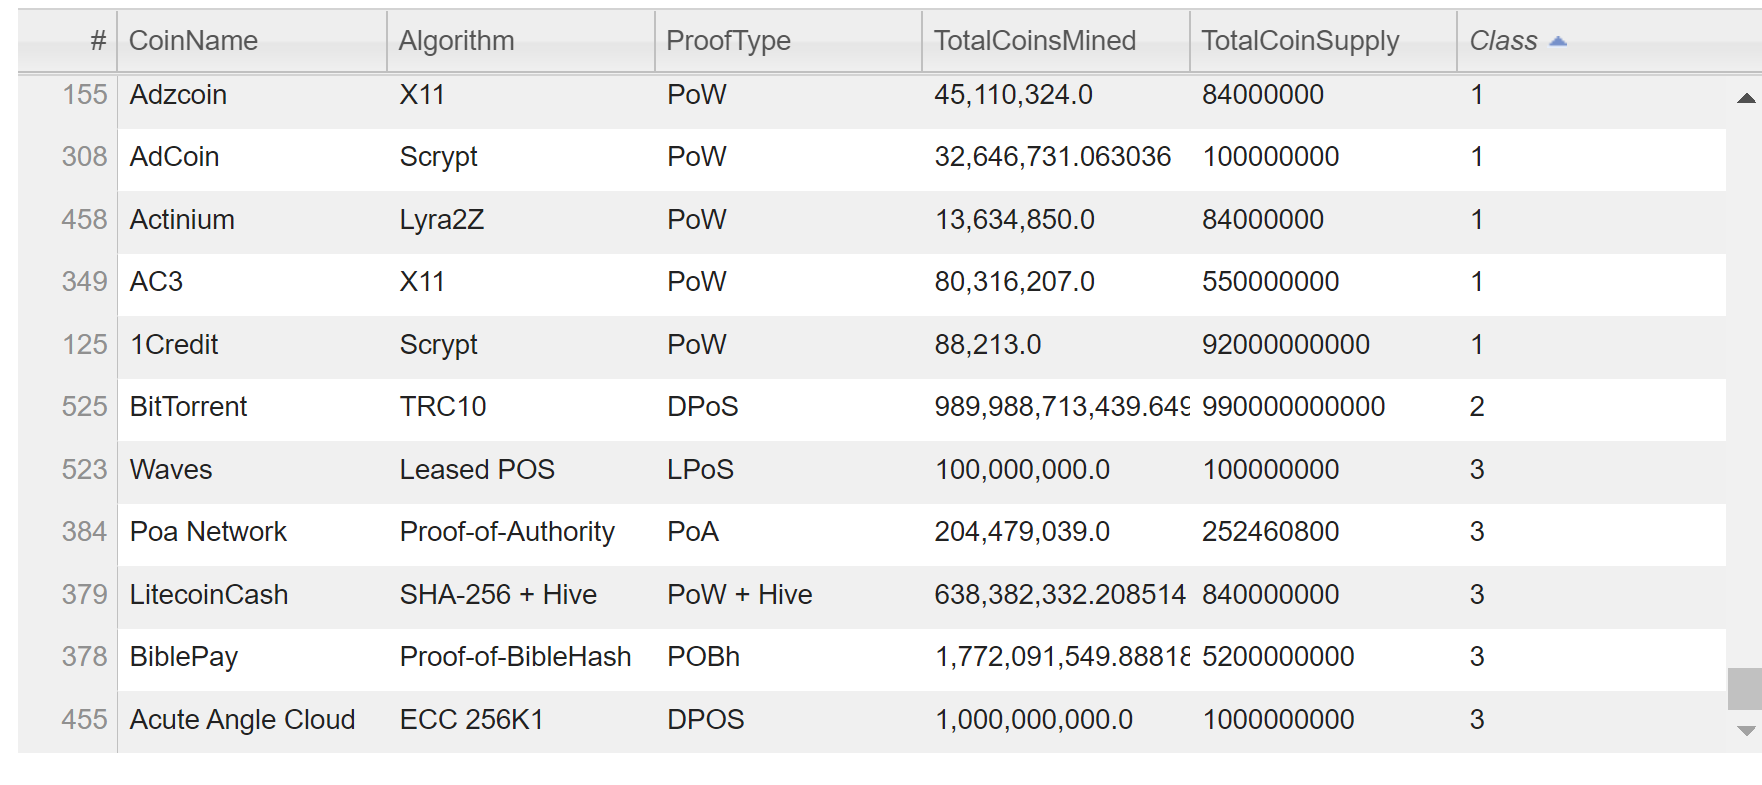 # CoinName Algorithm ProofType TotalCoinsMined TotalCoinSupply Class
155 Adzcoin X11 PoW 45,110,324.0 84000000 1
308 AdCoin Scrypt PoW 32,646,731.063036 100000000 1
458 Actinium Lyra2Z PoW 13,634,850.0 84000000 1
349 AC3 X11 PoW 80,316,207.0 550000000 1
125 1Credit Scrypt PoW 88,213.0 92000000000 1
525 BitTorrent TRC10 DPoS 989,988,713,439.649 990000000000 2
523 Waves Leased POS LPoS 100,000,000.0 100000000 3
384 Poa Network Proof-of-Authority PoA 204,479,039.0 252460800 3
379 LitecoinCash SHA-256 + Hive PoW + Hive 638,382,332.208514 840000000 3
378 BiblePay Proof-of-BibleHash POBh 1,772,091,549.88818 5200000000 3
455 Acute Angle Cloud ECC 256K1 DPOS 1,000,000,000.0 1000000000 3